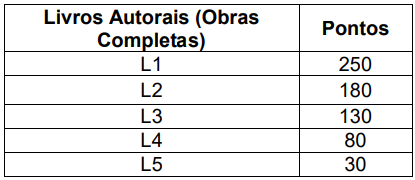 Livros Autorais (Obras Completas) Pontos
L1 250
L2 180
L3 130
L4 80
L5 30